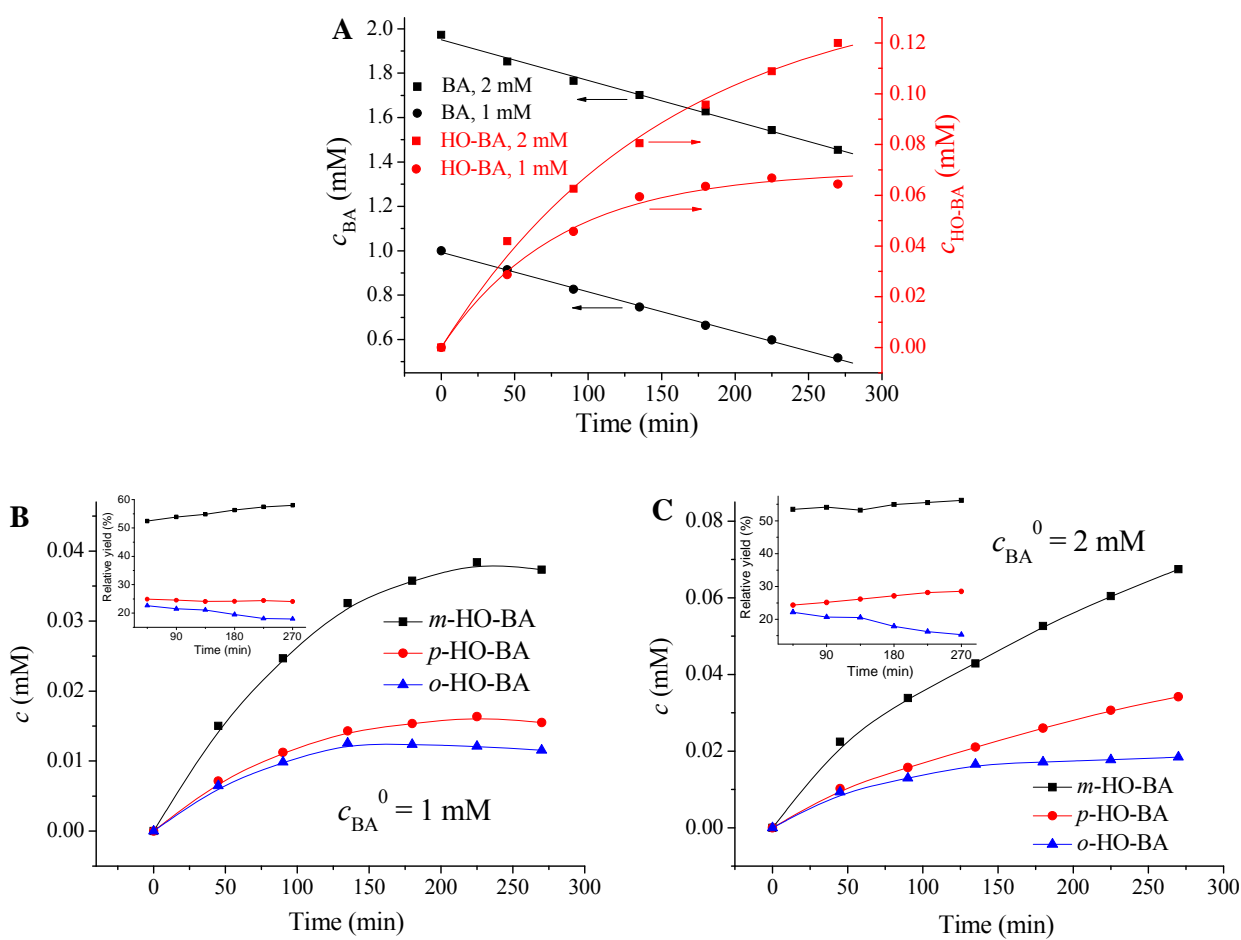 A
BA, 2 mM
BA, 1 mM
HO-BA, 2 mM
HO-BA, 1 mM
2.0
1.8
1.6
1.4
1.2
1.0
0.8
0.6
c_BA (mM)
0.12
0.10
0.08
0.06
0.04
0.02
0.00
c_HO-BA (mM)
0 50 100 150 200 250 300
Time (min)
B
60
50
40
30
20
Relative yield (%)
90 180 270
Time (min)
0.04
0.03
0.02
0.01
0.00
c (mM)
m-HO-BA
p-HO-BA
o-HO-BA
c_BA^0 = 1 mM
0 50 100 150 200 250 300
Time (min)
C
50
40
30
20
Relative yield (%)
90 180 270
Time (min)
c_BA^0 = 2 mM
0.08
0.06
0.04
0.02
0.00
c (mM)
m-HO-BA
p-HO-BA
o-HO-BA
0 50 100 150 200 250 300
Time (min)